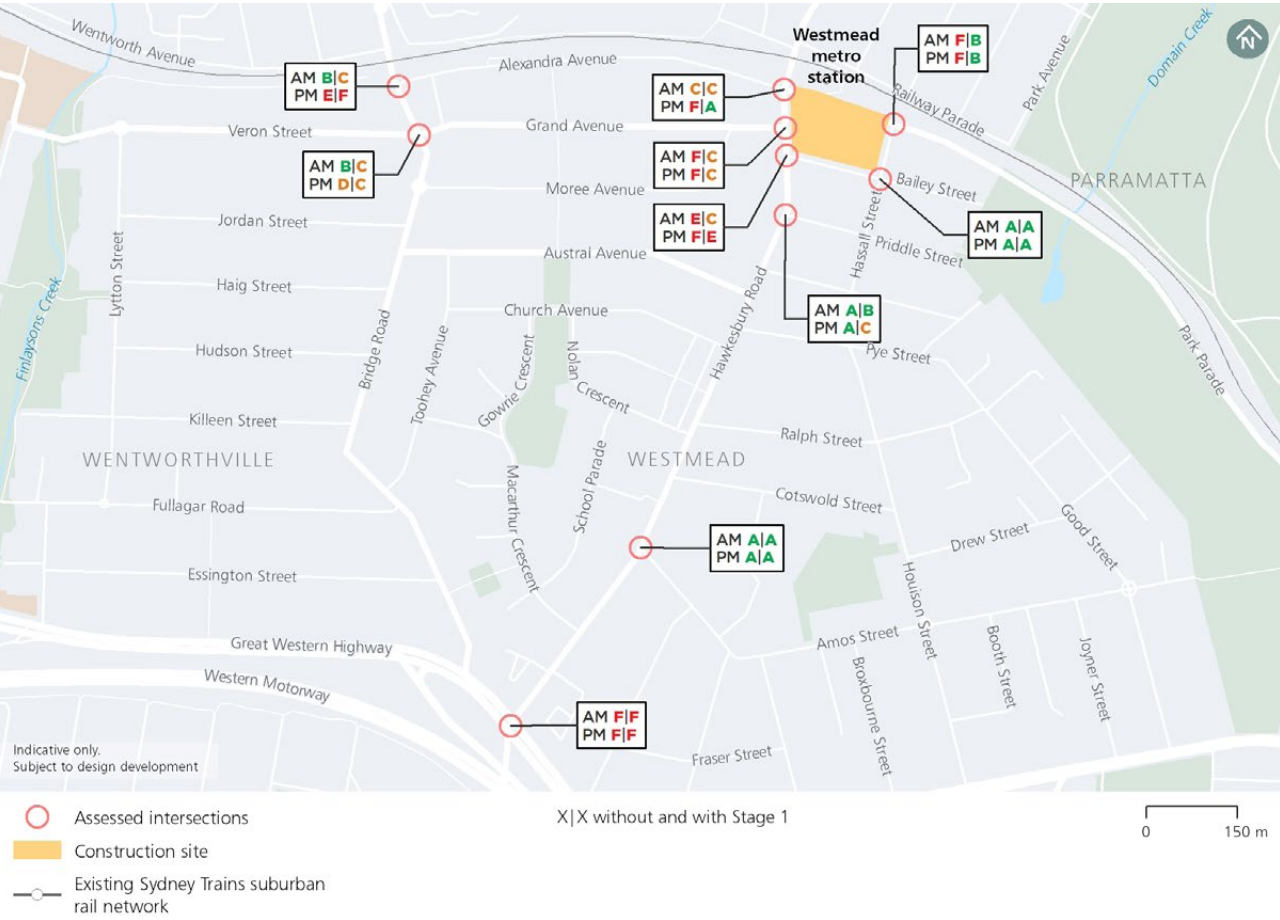 Wentworth Avenue
Alexandra Avenue
Westmead
metro
station
AM F|B
PM F|B
N
Domain Creek
Park Avenue
Railway Parade
AM B|C
PM E|F
AM C|C
PM F|A
Veron Street
Grand Avenue
AM B|C
PM D|C
AM F|C
PM F|C
Moree Avenue
Bailey Street
PARRAMATTA
Jordan Street
AM E|C
PM F|E
AM A|A
PM A|A
Hassall Street
Priddle Street
Austral Avenue
Lytton Street
Haig Street
Church Avenue
Hawkesbury Road
AM A|B
PM A|C
Finlaysons Creek
Hudson Street
Bridge Road
Toohey Avenue
Gowrie Crescent
Nolan
Crescent
Pye Street
Park Parade
Killeen Street
Ralph Street
WENTWORTHVILLE
WESTMEAD
School Parade
Macarthur Crescent
Fullagar Road
Cotswold Street
Good Street
Drew Street
AM A|A
PM A|A
Essington Street
Houison Street
Great Western Highway
Amos Street
Booth Street
Joyner Street
Western Motorway
Broxbourne Street
AM F|F
PM F|F
Fraser Street
Indicative only.
Subject to design development
Assessed intersections
X|X without and with Stage 1
0 150 m
Construction site
Existing Sydney Trains suburban
rail network